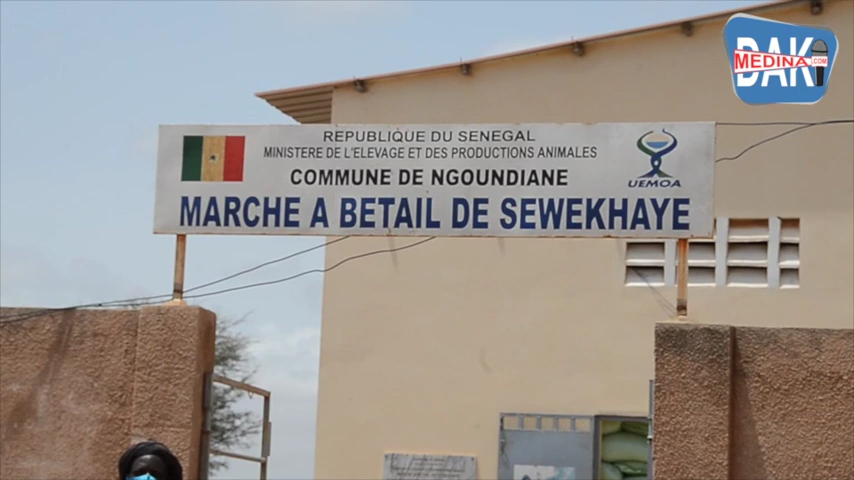 DAK
MEDINA.COM
REPUBLIQUE DU SENEGAL
MINISTERE DE L'ELEVAGE ET DES PRODUCTIONS ANIMALES
COMMUNE DE NGOUNDIANE
UEMOA
MARCHE A BETAIL DE SEWEKHAYE